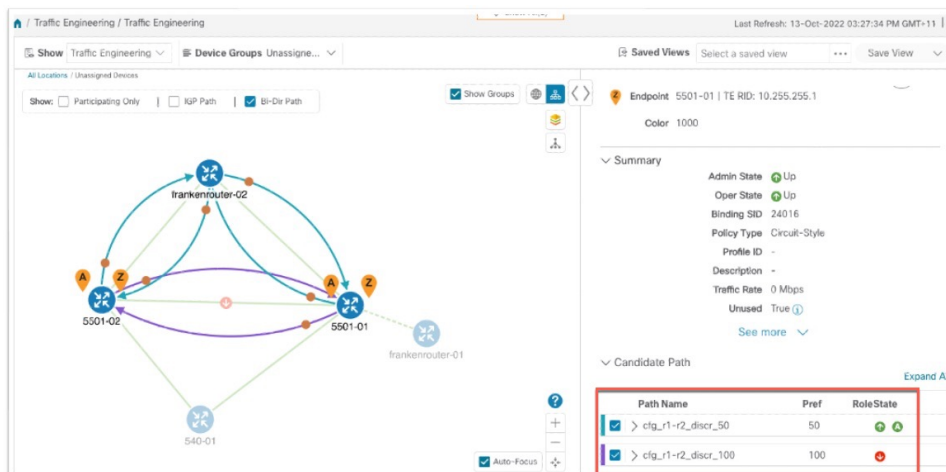 / Traffic Engineering / Traffic Engineering
Last Refresh: 13-Oct-2022 03:27:34 PM GMT+11 |
Show Traffic Engineering
Device Groups Unassigne...
Saved Views Select a saved view ... Save View
All Locations / Unassigned Devices
Show: Participating Only | IGP Path | Bi-Dir Path
Show Groups
Z Endpoint 5501-01 | TE RID: 10.255.255.1
Color 1000
Summary
Admin State Up
Oper State Up
Binding SID 24016
Policy Type Circuit-Style
Profile ID -
Description -
Traffic Rate 0 Mbps
Unused True
See more
frankenrouter-02
A Z
A Z
5501-02
5501-01
frankenrouter-01
540-01
Auto-Focus
Candidate Path
Expand A
Path Name Pref RoleState
cfg_r1-r2_discr_50 50 A
cfg_r1-r2_discr_100 100